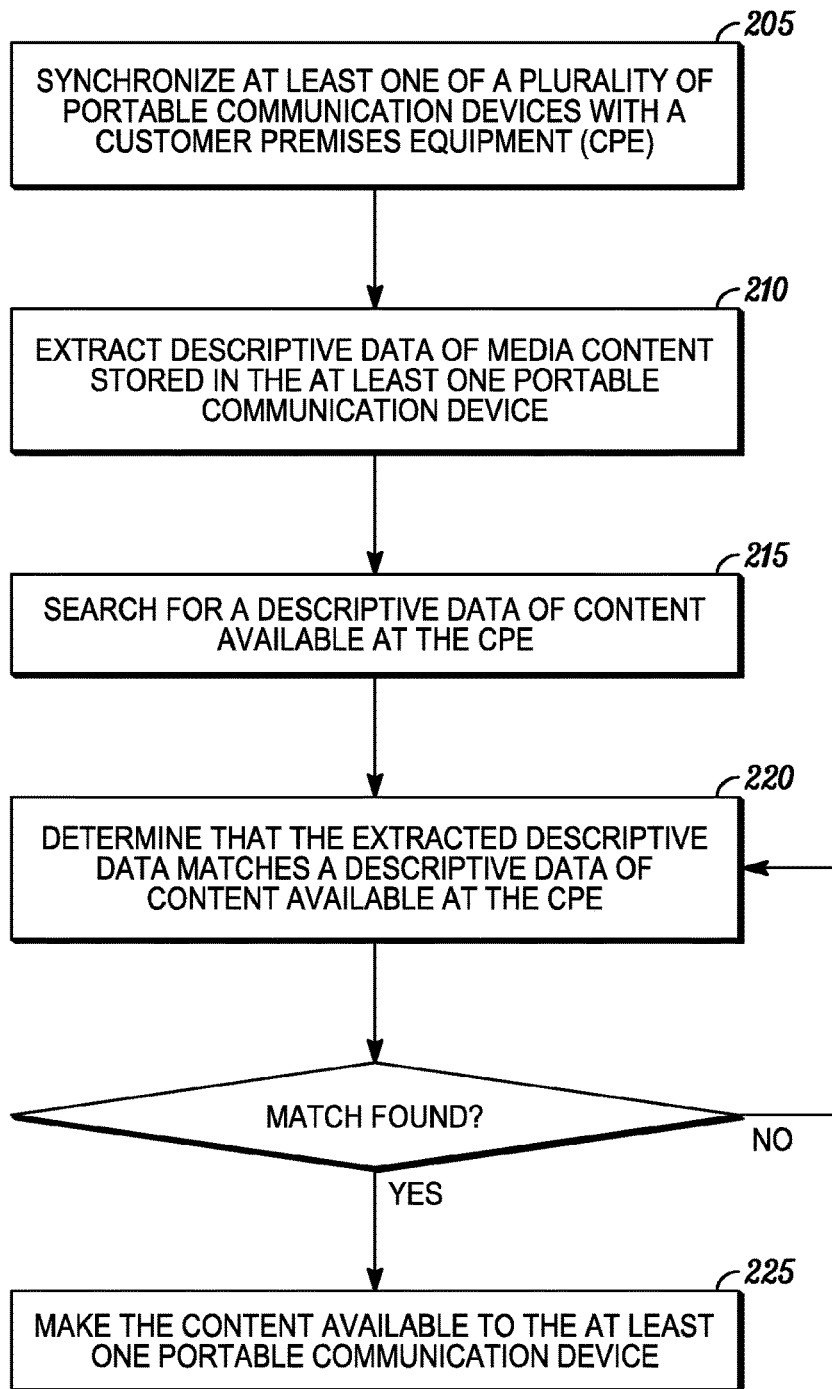 205
SYNCHRONIZE AT LEAST ONE OF A PLURALITY OF
PORTABLE COMMUNICATION DEVICES WITH A
CUSTOMER PREMISES EQUIPMENT (CPE)
210
EXTRACT DESCRIPTIVE DATA OF MEDIA CONTENT
STORED IN THE AT LEAST ONE PORTABLE
COMMUNICATION DEVICE
215
SEARCH FOR A DESCRIPTIVE DATA OF CONTENT
AVAILABLE AT THE CPE
220
DETERMINE THAT THE EXTRACTED DESCRIPTIVE
DATA MATCHES A DESCRIPTIVE DATA OF
CONTENT AVAILABLE AT THE CPE
MATCH FOUND?
NO
YES
225
MAKE THE CONTENT AVAILABLE TO THE AT LEAST
ONE PORTABLE COMMUNICATION DEVICE